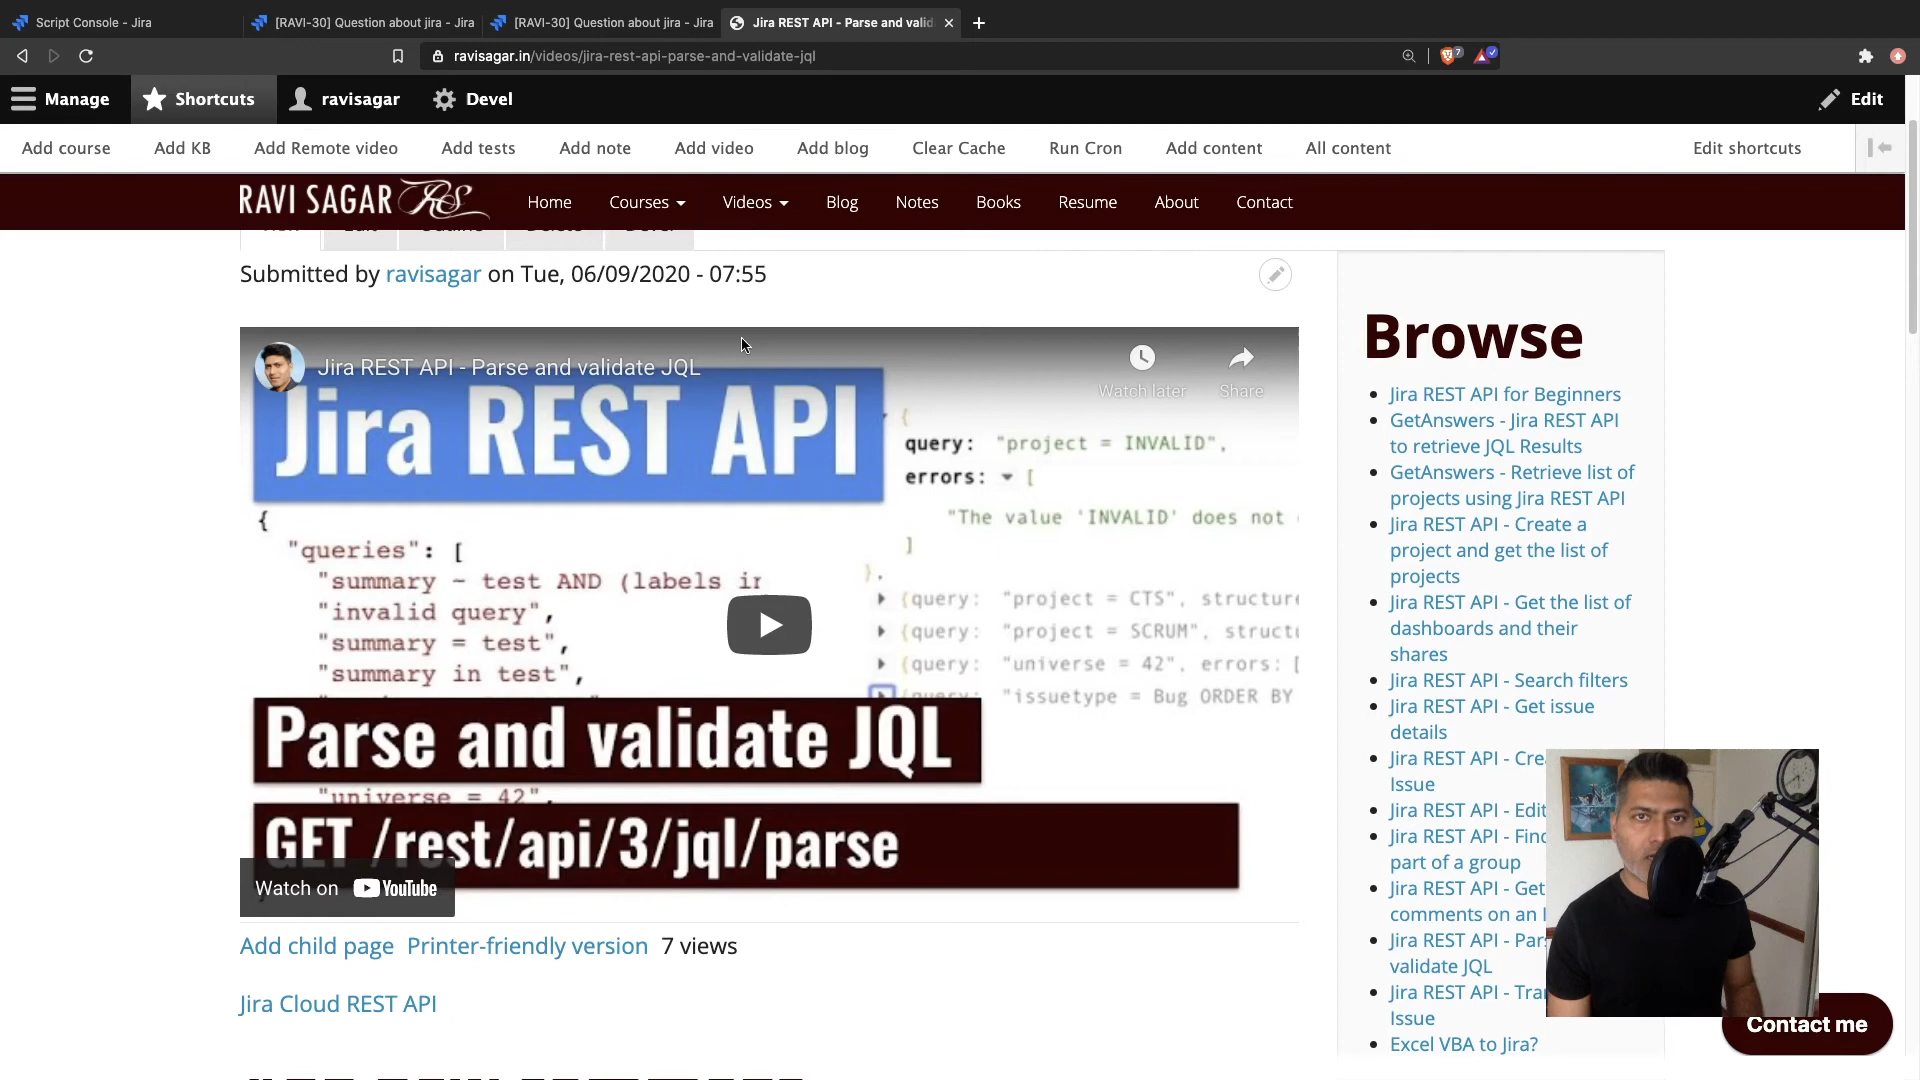 Script Console - Jira
[RAVI-30] Question about jira - Jira
[RAVI-30] Question about jira - Jira
Jira REST API - Parse and valid
ravisagar.in/videos/jira-rest-api-parse-and-validate-jql
7
Manage
Shortcuts
ravisagar
Devel
Edit
Add course
Add KB
Add Remote video
Add tests
Add note
Add video
Add blog
Clear Cache
Run Cron
Add content
All content
Edit shortcuts
RAVI SAGAR RS
Home
Courses
Videos
Blog
Notes
Books
Resume
About
Contact
Submitted by ravisagar on Tue, 06/09/2020 - 07:55
Jira REST API - Parse and validate JQL
Watch later
Share
Jira REST API
{
"queries": [
"summary ~ test AND (labels in
"invalid query",
"summary = test",
"summary in test",
{
query: "project = INVALID",
errors: [
"The value 'INVALID' does not
]
},
{query: "project = CTS", structure
{query: "project = SCRUM", struct
{query: "universe = 42", errors: [
{query: "issuetype = Bug ORDER BY
Parse and validate JQL
"universe = 42",
GET /rest/api/3/jql/parse
Watch on YouTube
Add child page Printer-friendly version 7 views
Jira Cloud REST API
Browse
Jira REST API for Beginners
GetAnswers - Jira REST API
to retrieve JQL Results
GetAnswers - Retrieve list of
projects using Jira REST API
Jira REST API - Create a
project and get the list of
projects
Jira REST API - Get the list of
dashboards and their
shares
Jira REST API - Search filters
Jira REST API - Get issue
details
Jira REST API - Cre
Issue
Jira REST API - Edit
Jira REST API - Find
part of a group
Jira REST API - Get
comments on an I
Jira REST API - Pars
validate JQL
Jira REST API - Tran
Issue
Excel VBA to Jira?
Contact me